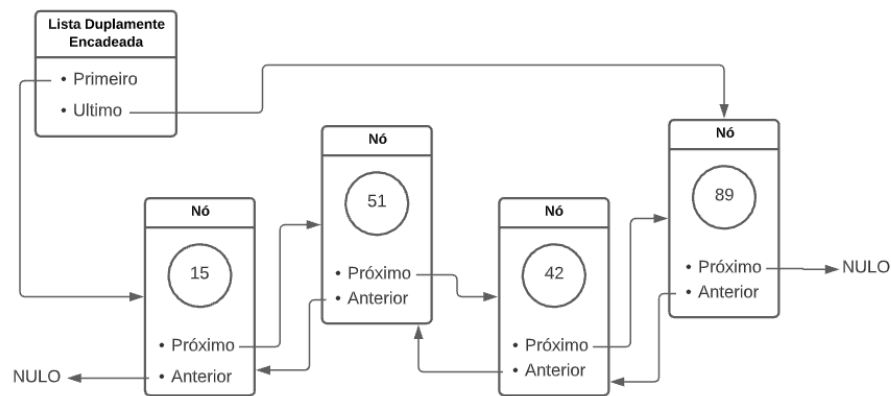 Lista Duplamente
Encadeada
• Primeiro
• Ultimo
Nó
15
• Próximo
• Anterior
NULO
Nó
51
• Próximo
• Anterior
Nó
42
• Próximo
• Anterior
Nó
89
• Próximo
• Anterior
NULO